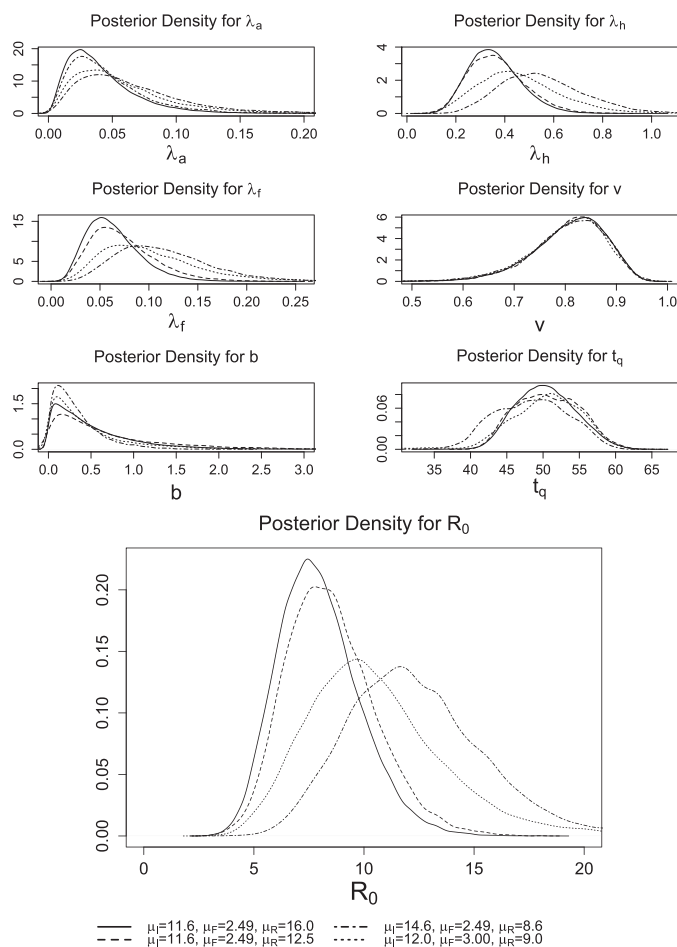 Posterior Density for λa
Posterior Density for λh
20
15
10
5
0
4
2
0
0.00 0.05 0.10 0.15 0.20
0.0 0.2 0.4 0.6 0.8 1.0
λa
λh
Posterior Density for λf
Posterior Density for v
15
5
0
6
4
2
0
0.00 0.05 0.10 0.15 0.20 0.25
0.5 0.6 0.7 0.8 0.9 1.0
λf
v
Posterior Density for b
Posterior Density for tq
1.5
0.0
0.06
0.00
0.0 0.5 1.0 1.5 2.0 2.5 3.0
35 40 45 50 55 60 65
b
tq
Posterior Density for R0
0.20
0.15
0.10
0.05
0.00
0 5 10 15 20
R0
μI=11.6, μF=2.49, μR=16.0
μI=14.6, μF=2.49, μR=8.6
μI=11.6, μF=2.49, μR=12.5
μI=12.0, μF=3.00, μR=9.0